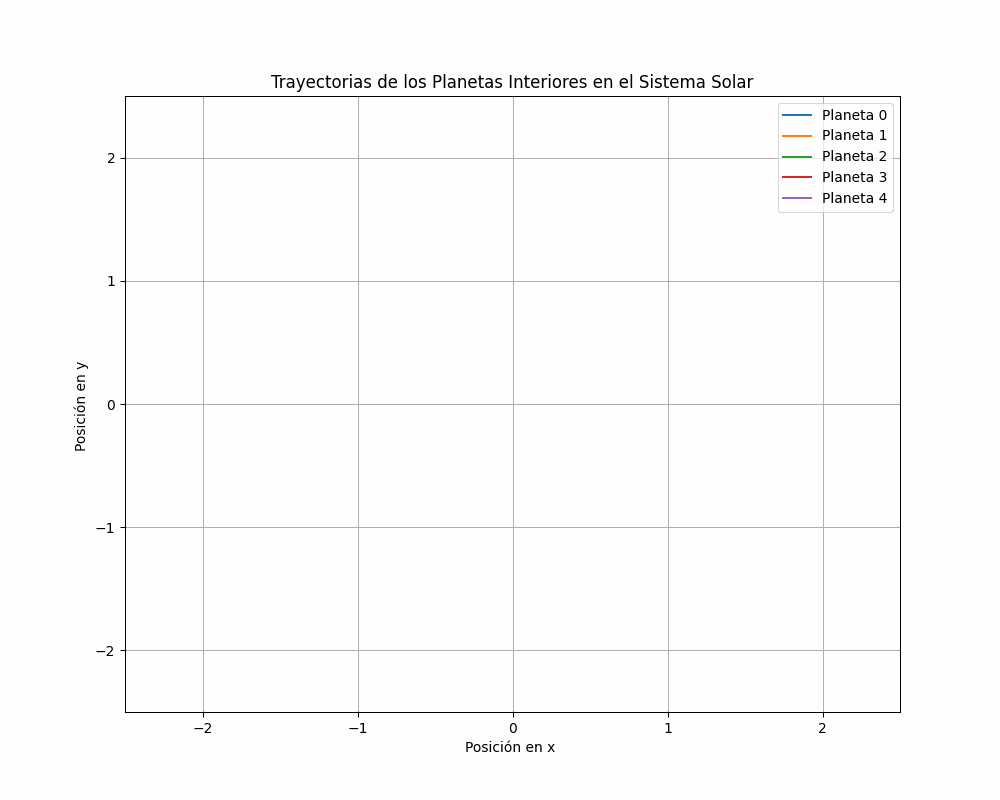 Trayectorias de los Planetas Interiores en el Sistema Solar
Planeta 0
Planeta 1
Planeta 2
Planeta 3
Planeta 4
2
1
0
−1
−2
Posición en y
−2
−1
0
1
2
Posición en x